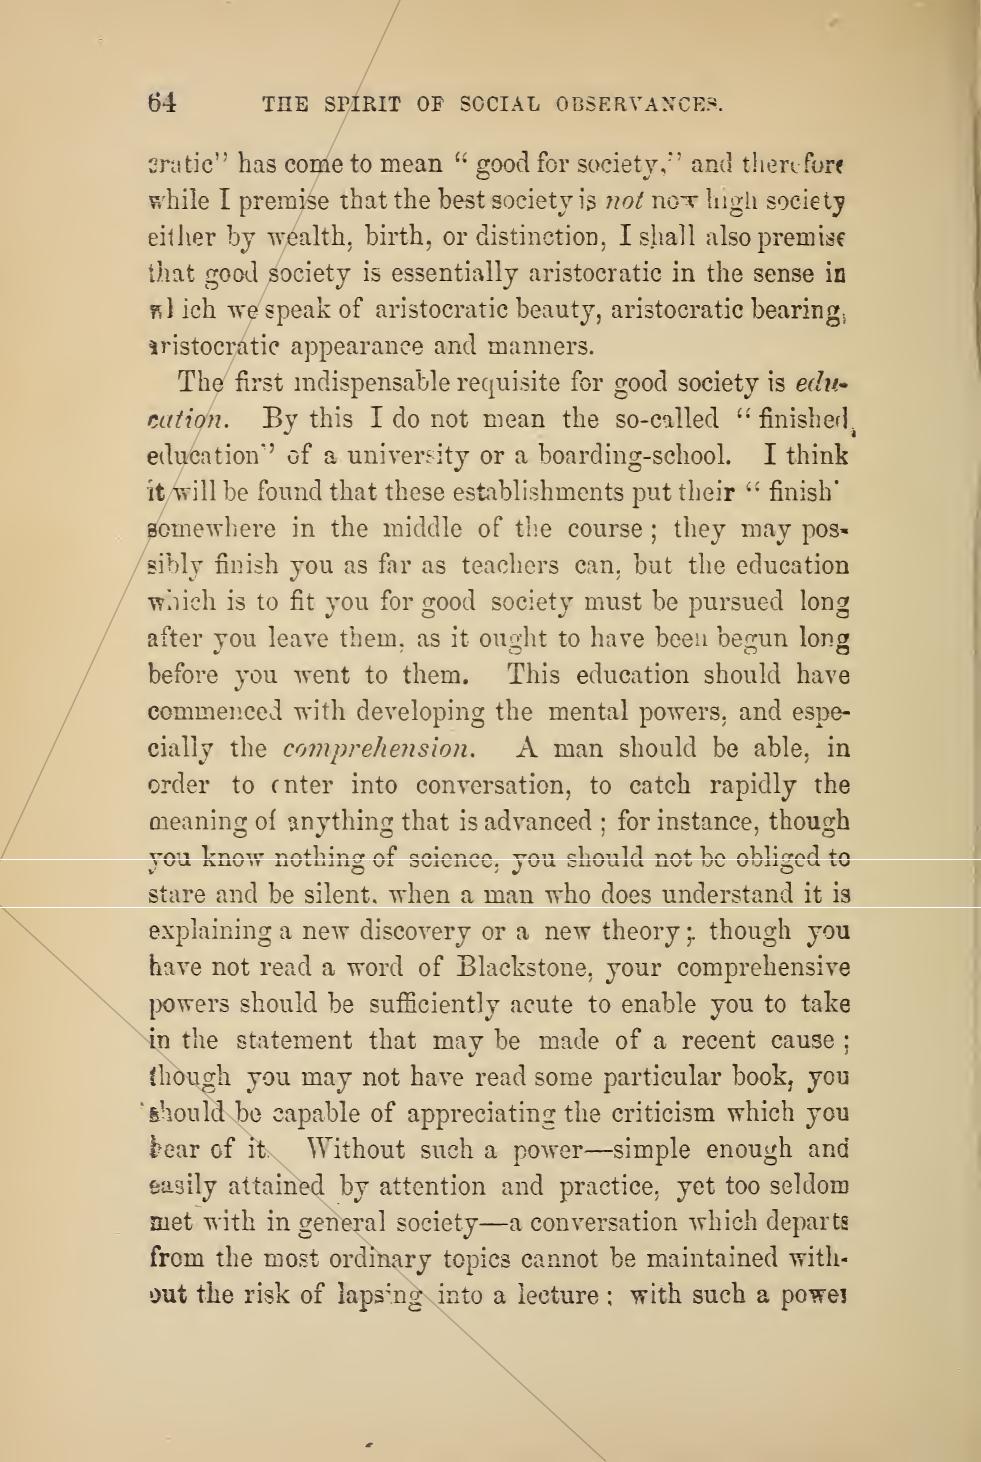 64 THE SPIRIT OF SOCIAL OBSERVANCES.
cratic” has come to mean “ good for society,” and therefore
while I premise that the best society is not now high society
either by wealth, birth, or distinction, I shall also premise
that good society is essentially aristocratic in the sense in
which we speak of aristocratic beauty, aristocratic bearing,
aristocratic appearance and manners.
The first indispensable requisite for good society is edu-
cation. By this I do not mean the so-called “ finished
education” of a university or a boarding-school. I think
it will be found that these establishments put their “ finish”
somewhere in the middle of the course ; they may pos-
sibly finish you as far as teachers can, but the education
which is to fit you for good society must be pursued long
after you leave them, as it ought to have been begun long
before you went to them. This education should have
commenced with developing the mental powers, and espe-
cially the comprehension. A man should be able, in
order to enter into conversation, to catch rapidly the
meaning of anything that is advanced ; for instance, though
you know nothing of science, you should not be obliged to
stare and be silent, when a man who does understand it is
explaining a new discovery or a new theory ; though you
have not read a word of Blackstone, your comprehensive
powers should be sufficiently acute to enable you to take
in the statement that may be made of a recent cause ;
though you may not have read some particular book, you
should be capable of appreciating the criticism which you
hear of it. Without such a power—simple enough and
easily attained by attention and practice, yet too seldom
met with in general society—a conversation which departs
from the most ordinary topics cannot be maintained with-
out the risk of lapsing into a lecture ; with such a power